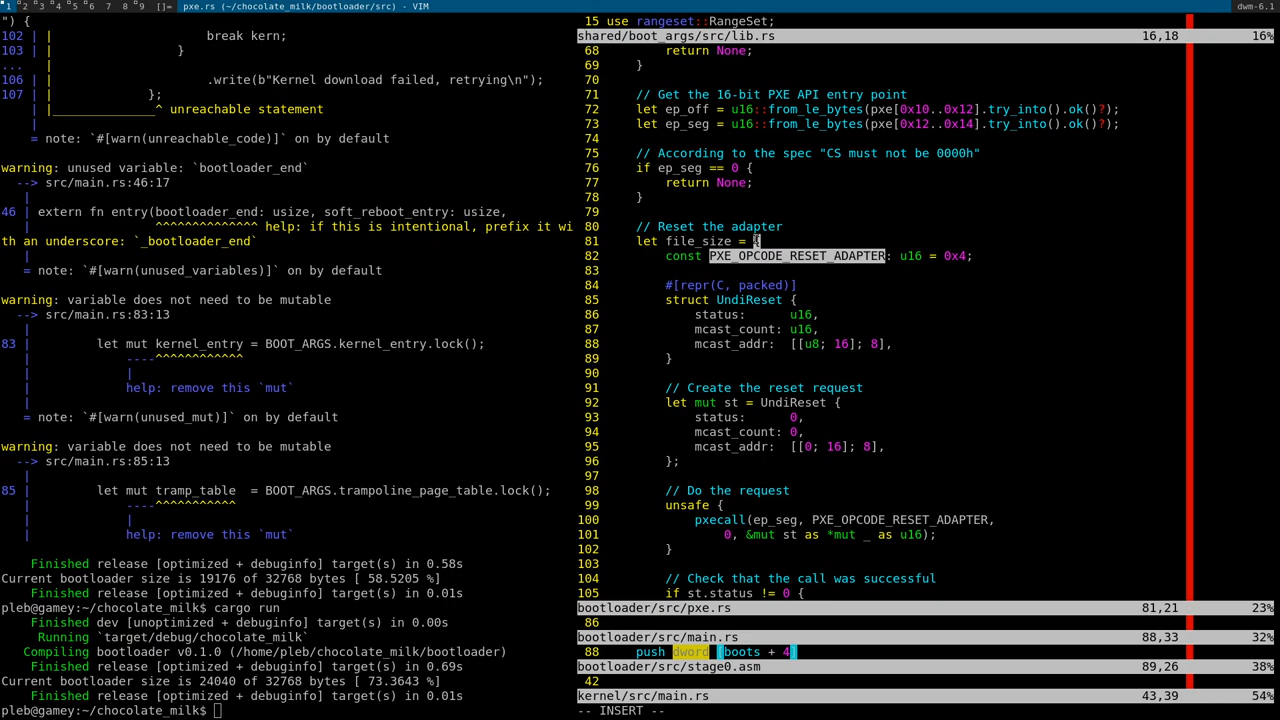 1 2 3 4 5 6 7 8 9 []= pxe.rs (~/chocolate_milk/bootloader/src) - VIM dwm-6.1
") {
102 | | break kern;
103 | | }
... |
106 | | .write(b"Kernel download failed, retrying\n");
107 | | };
| |______________^ unreachable statement
|
= note: `#[warn(unreachable_code)]` on by default
warning: unused variable: `bootloader_end`
--> src/main.rs:46:17
|
46 | extern fn entry(bootloader_end: usize, soft_reboot_entry: usize,
| ^^^^^^^^^^^^^^ help: if this is intentional, prefix it wi
th an underscore: `_bootloader_end`
|
= note: `#[warn(unused_variables)]` on by default
warning: variable does not need to be mutable
--> src/main.rs:83:13
|
83 | let mut kernel_entry = BOOT_ARGS.kernel_entry.lock();
| ----^^^^^^^^^^^^
| |
| help: remove this `mut`
|
= note: `#[warn(unused_mut)]` on by default
warning: variable does not need to be mutable
--> src/main.rs:85:13
|
85 | let mut tramp_table  = BOOT_ARGS.trampoline_page_table.lock();
| ----^^^^^^^^^^^
| |
| help: remove this `mut`
Finished release [optimized + debuginfo] target(s) in 0.58s
Current bootloader size is 19176 of 32768 bytes [ 58.5205 %]
Finished release [optimized + debuginfo] target(s) in 0.01s
pleb@gamey:~/chocolate_milk$ cargo run
Finished dev [unoptimized + debuginfo] target(s) in 0.00s
Running `target/debug/chocolate_milk`
Compiling bootloader v0.1.0 (/home/pleb/chocolate_milk/bootloader)
Finished release [optimized + debuginfo] target(s) in 0.69s
Current bootloader size is 24040 of 32768 bytes [ 73.3643 %]
Finished release [optimized + debuginfo] target(s) in 0.01s
pleb@gamey:~/chocolate_milk$
15 use rangeset::RangeSet;
shared/boot_args/src/lib.rs 16,18 16%
68 return None;
69 }
70
71 // Get the 16-bit PXE API entry point
72 let ep_off = u16::from_le_bytes(pxe[0x10..0x12].try_into().ok()?);
73 let ep_seg = u16::from_le_bytes(pxe[0x12..0x14].try_into().ok()?);
74
75 // According to the spec "CS must not be 0000h"
76 if ep_seg == 0 {
77 return None;
78 }
79
80 // Reset the adapter
81 let file_size = {
82 const PXE_OPCODE_RESET_ADAPTER: u16 = 0x4;
83
84 #[repr(C, packed)]
85 struct UndiReset {
86 status: u16,
87 mcast_count: u16,
88 mcast_addr: [[u8; 16]; 8],
89 }
90
91 // Create the reset request
92 let mut st = UndiReset {
93 status: 0,
94 mcast_count: 0,
95 mcast_addr: [[0; 16]; 8],
96 };
97
98 // Do the request
99 unsafe {
100 pxecall(ep_seg, PXE_OPCODE_RESET_ADAPTER,
101 0, &mut st as *mut _ as u16);
102 }
103
104 // Check that the call was successful
105 if st.status != 0 {
bootloader/src/pxe.rs 81,21 23%
86
bootloader/src/main.rs 88,33 32%
88 push dword [boots + 4]
bootloader/src/stage0.asm 89,26 38%
42
kernel/src/main.rs 43,39 54%
-- INSERT --